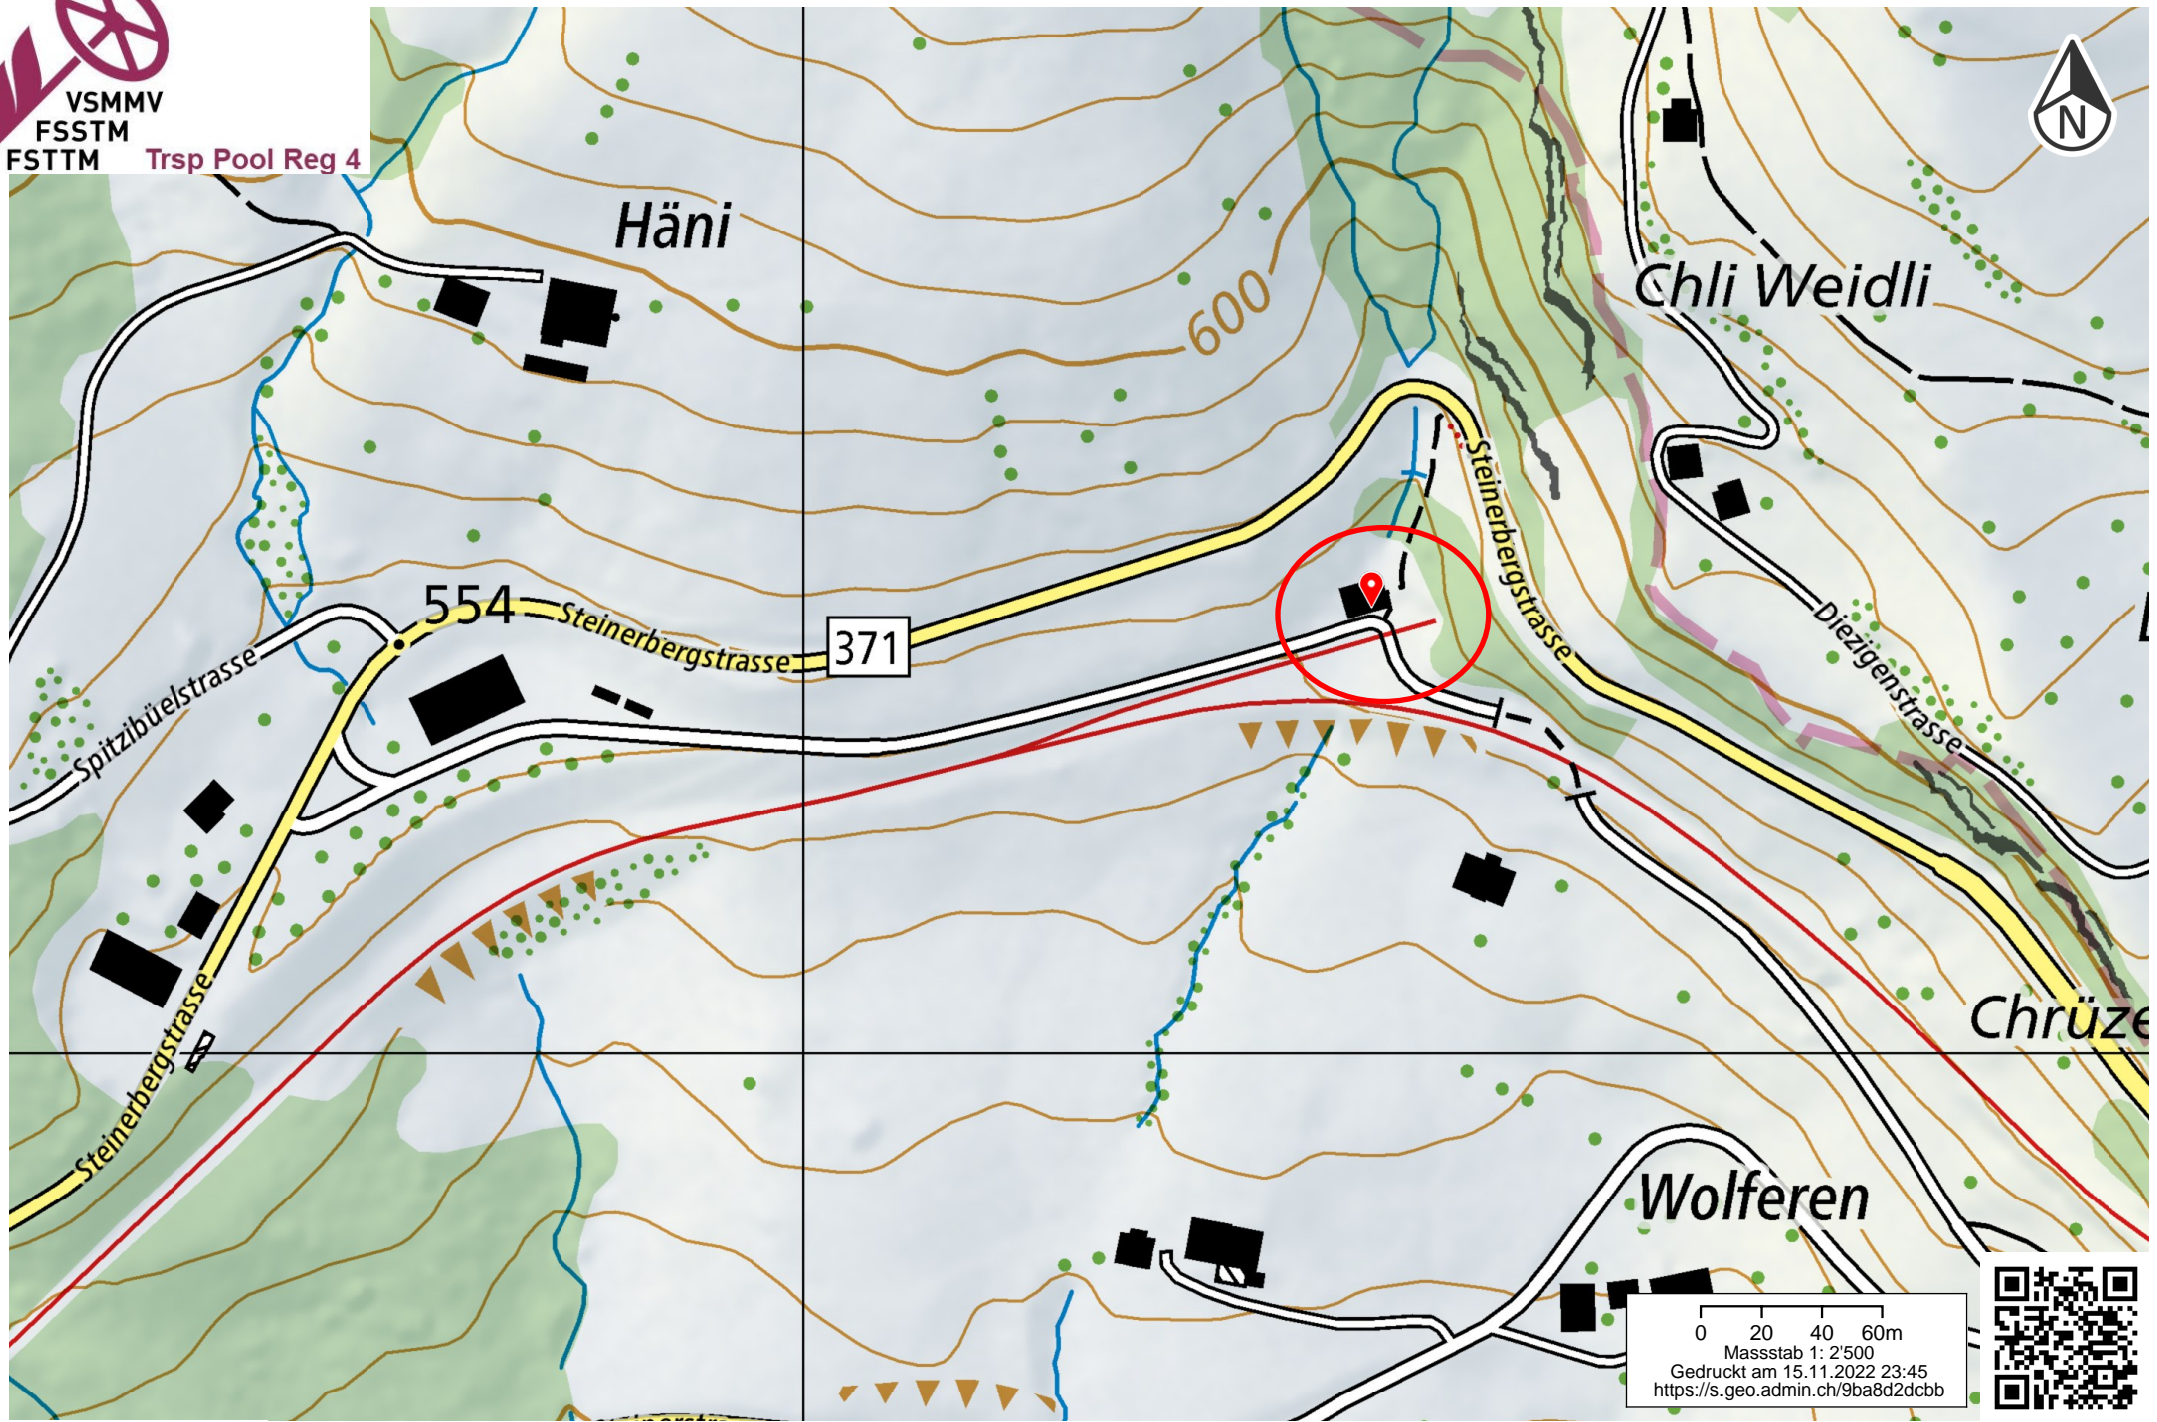 VSMMV
FSSTM
FSTTM
Trsp Pool Reg 4
N
Häni
600
Chli Weidli
Steinerbergstrasse
554
Steinerbergstrasse
371
Steinerbergstrasse
Spitzibüelstrasse
Diezigenstrasse
Steinerbergstrasse
Chrüze
Wolferen
0 20 40 60m
Massstab 1: 2'500
Gedruckt am 15.11.2022 23:45
https://s.geo.admin.ch/9ba8d2dcbb